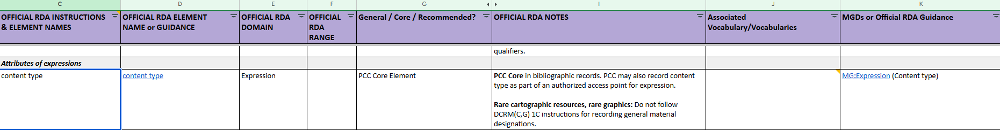 C D E F G I J K
OFFICIAL RDA INSTRUCTIONS & ELEMENT NAMES
OFFICIAL RDA ELEMENT NAME or GUIDANCE
OFFICIAL RDA DOMAIN
OFFICIAL RDA RANGE
General / Core / Recommended?
OFFICIAL RDA NOTES
Associated Vocabulary/Vocabularies
MGDs or Official RDA Guidance
qualifiers.
Attributes of expressions
content type
content type
Expression
PCC Core Element
PCC Core in bibliographic records. PCC may also record content
type as part of an authorized access point for expression.
Rare cartographic resources, rare graphics: Do not follow
DCRM(C,G) 1C instructions for recording general material
designations.
MG:Expression (Content type)